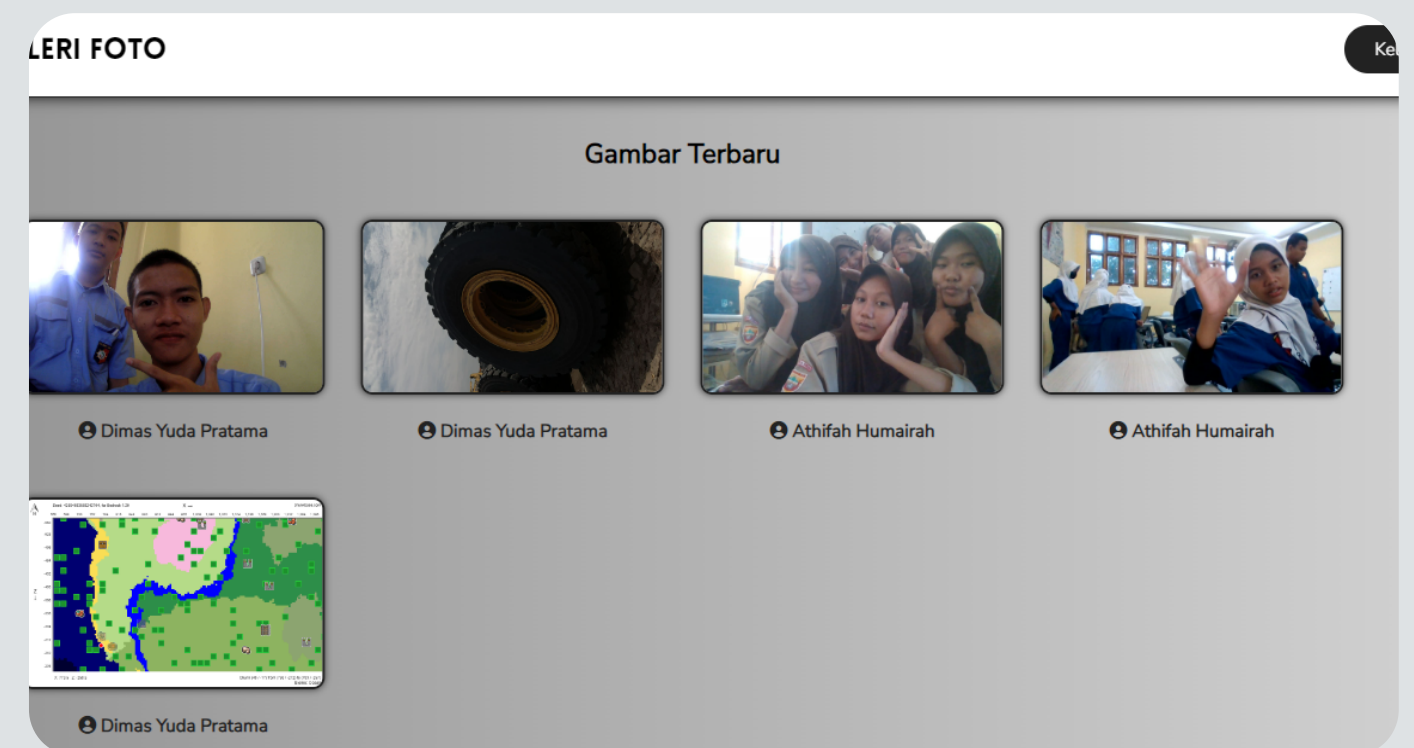 LERI FOTO
Ke
Gambar Terbaru
Dimas Yuda Pratama
Dimas Yuda Pratama
Athifah Humairah
Athifah Humairah
Dimas Yuda Pratama